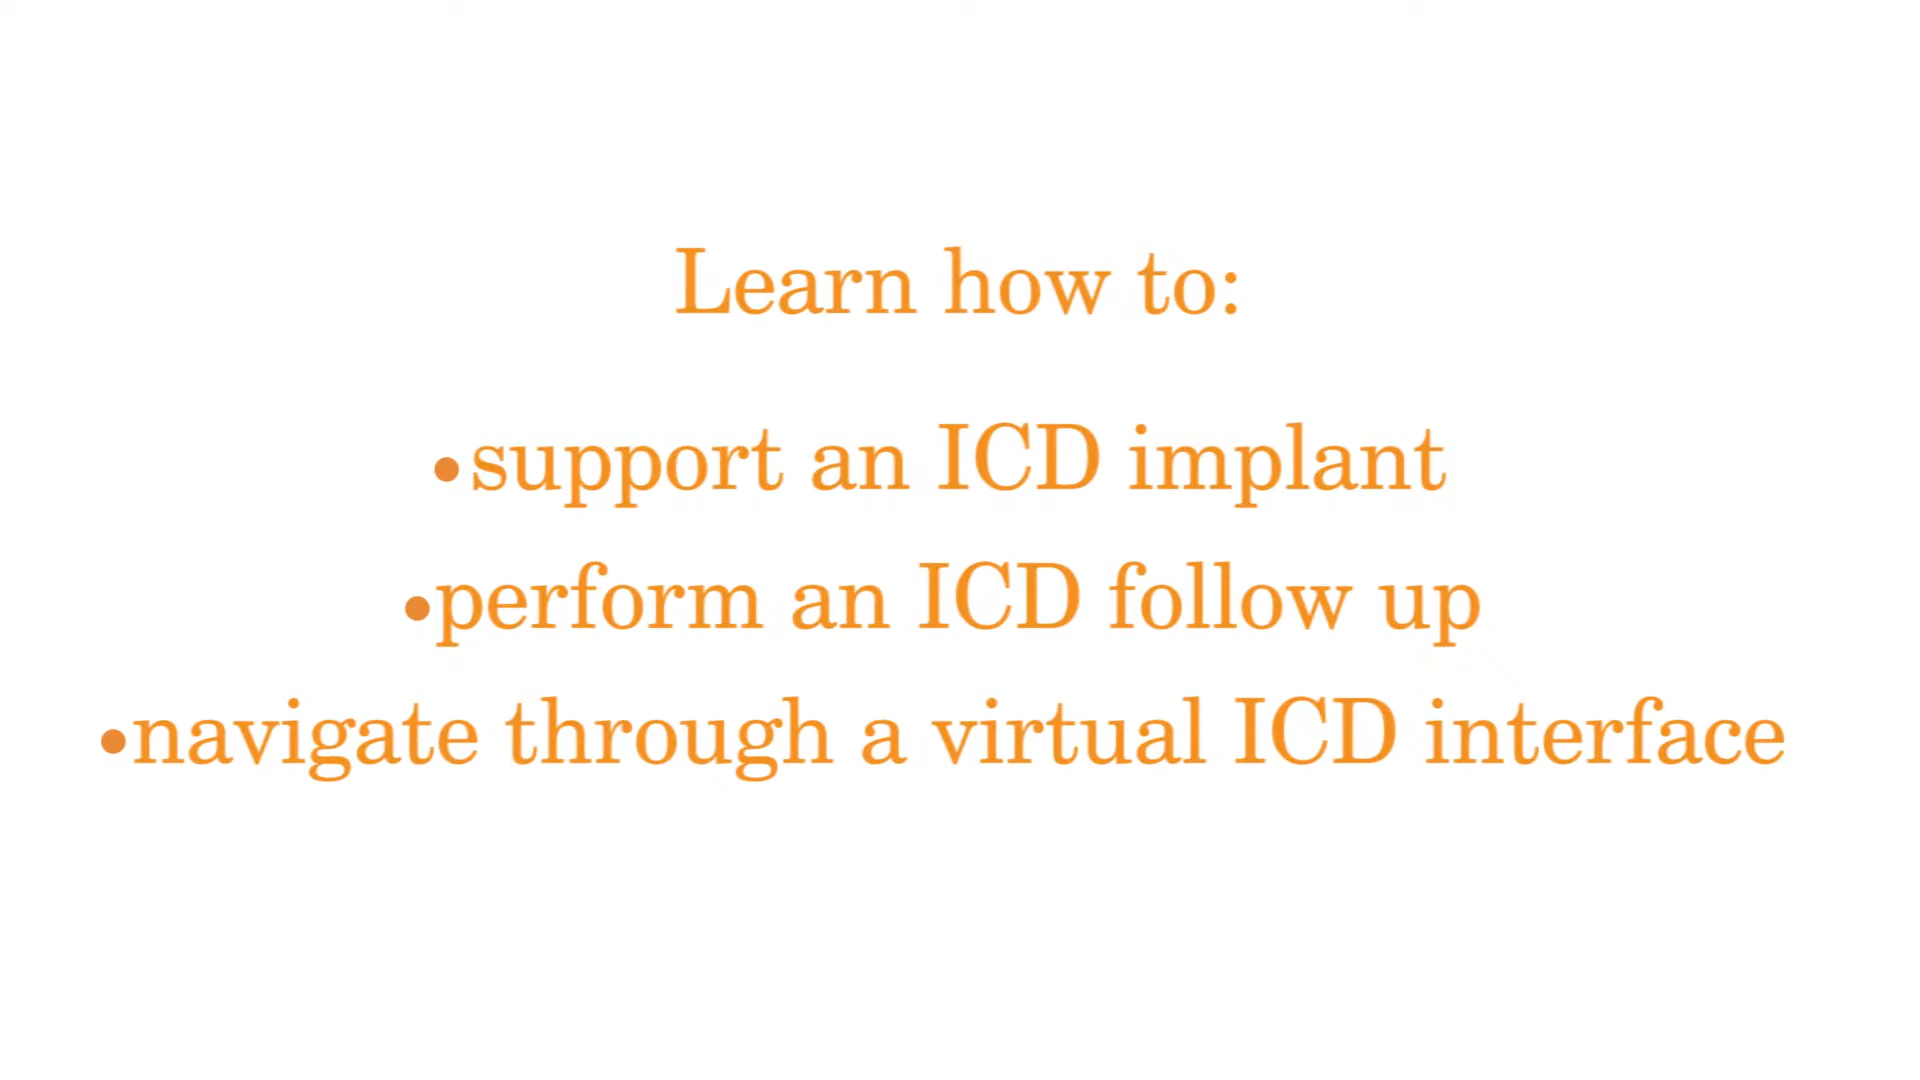 Learn how to:
•support an ICD implant
•perform an ICD follow up
•navigate through a virtual ICD interface